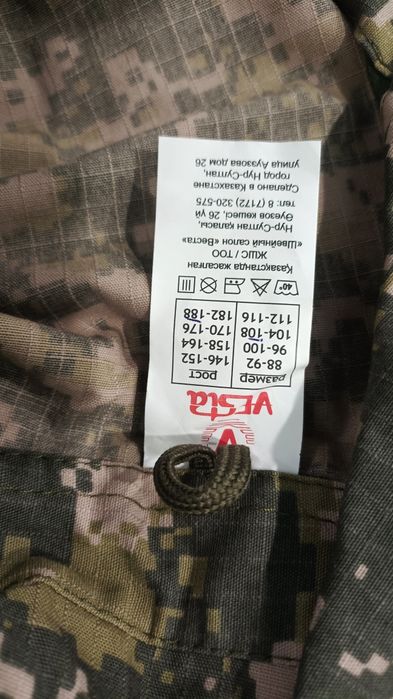 VESta
размер рост
88-92 146-152
96-100 158-164
104-108 170-176
112-116 182-188
40°
Қазақстанда жасалған
ЖШС / ТОО
«Швейный салон «Веста»
Нур-Султан қаласы,
Әуезов көшесі, 26 үй
тел: 8 (7172) 320-575
Сделано в Казахстане
город Нур-Султан,
улица Ауэзова дом 26